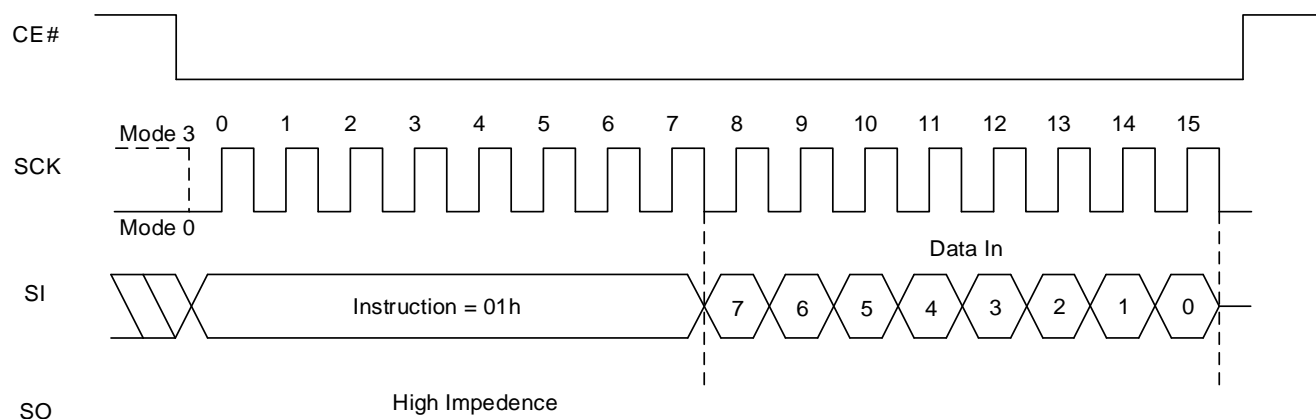 CE#
Mode 3
0 1 2 3 4 5 6 7 8 9 10 11 12 13 14 15
SCK
Mode 0
Data In
SI
Instruction = 01h
7 6 5 4 3 2 1 0
High Impedence
SO